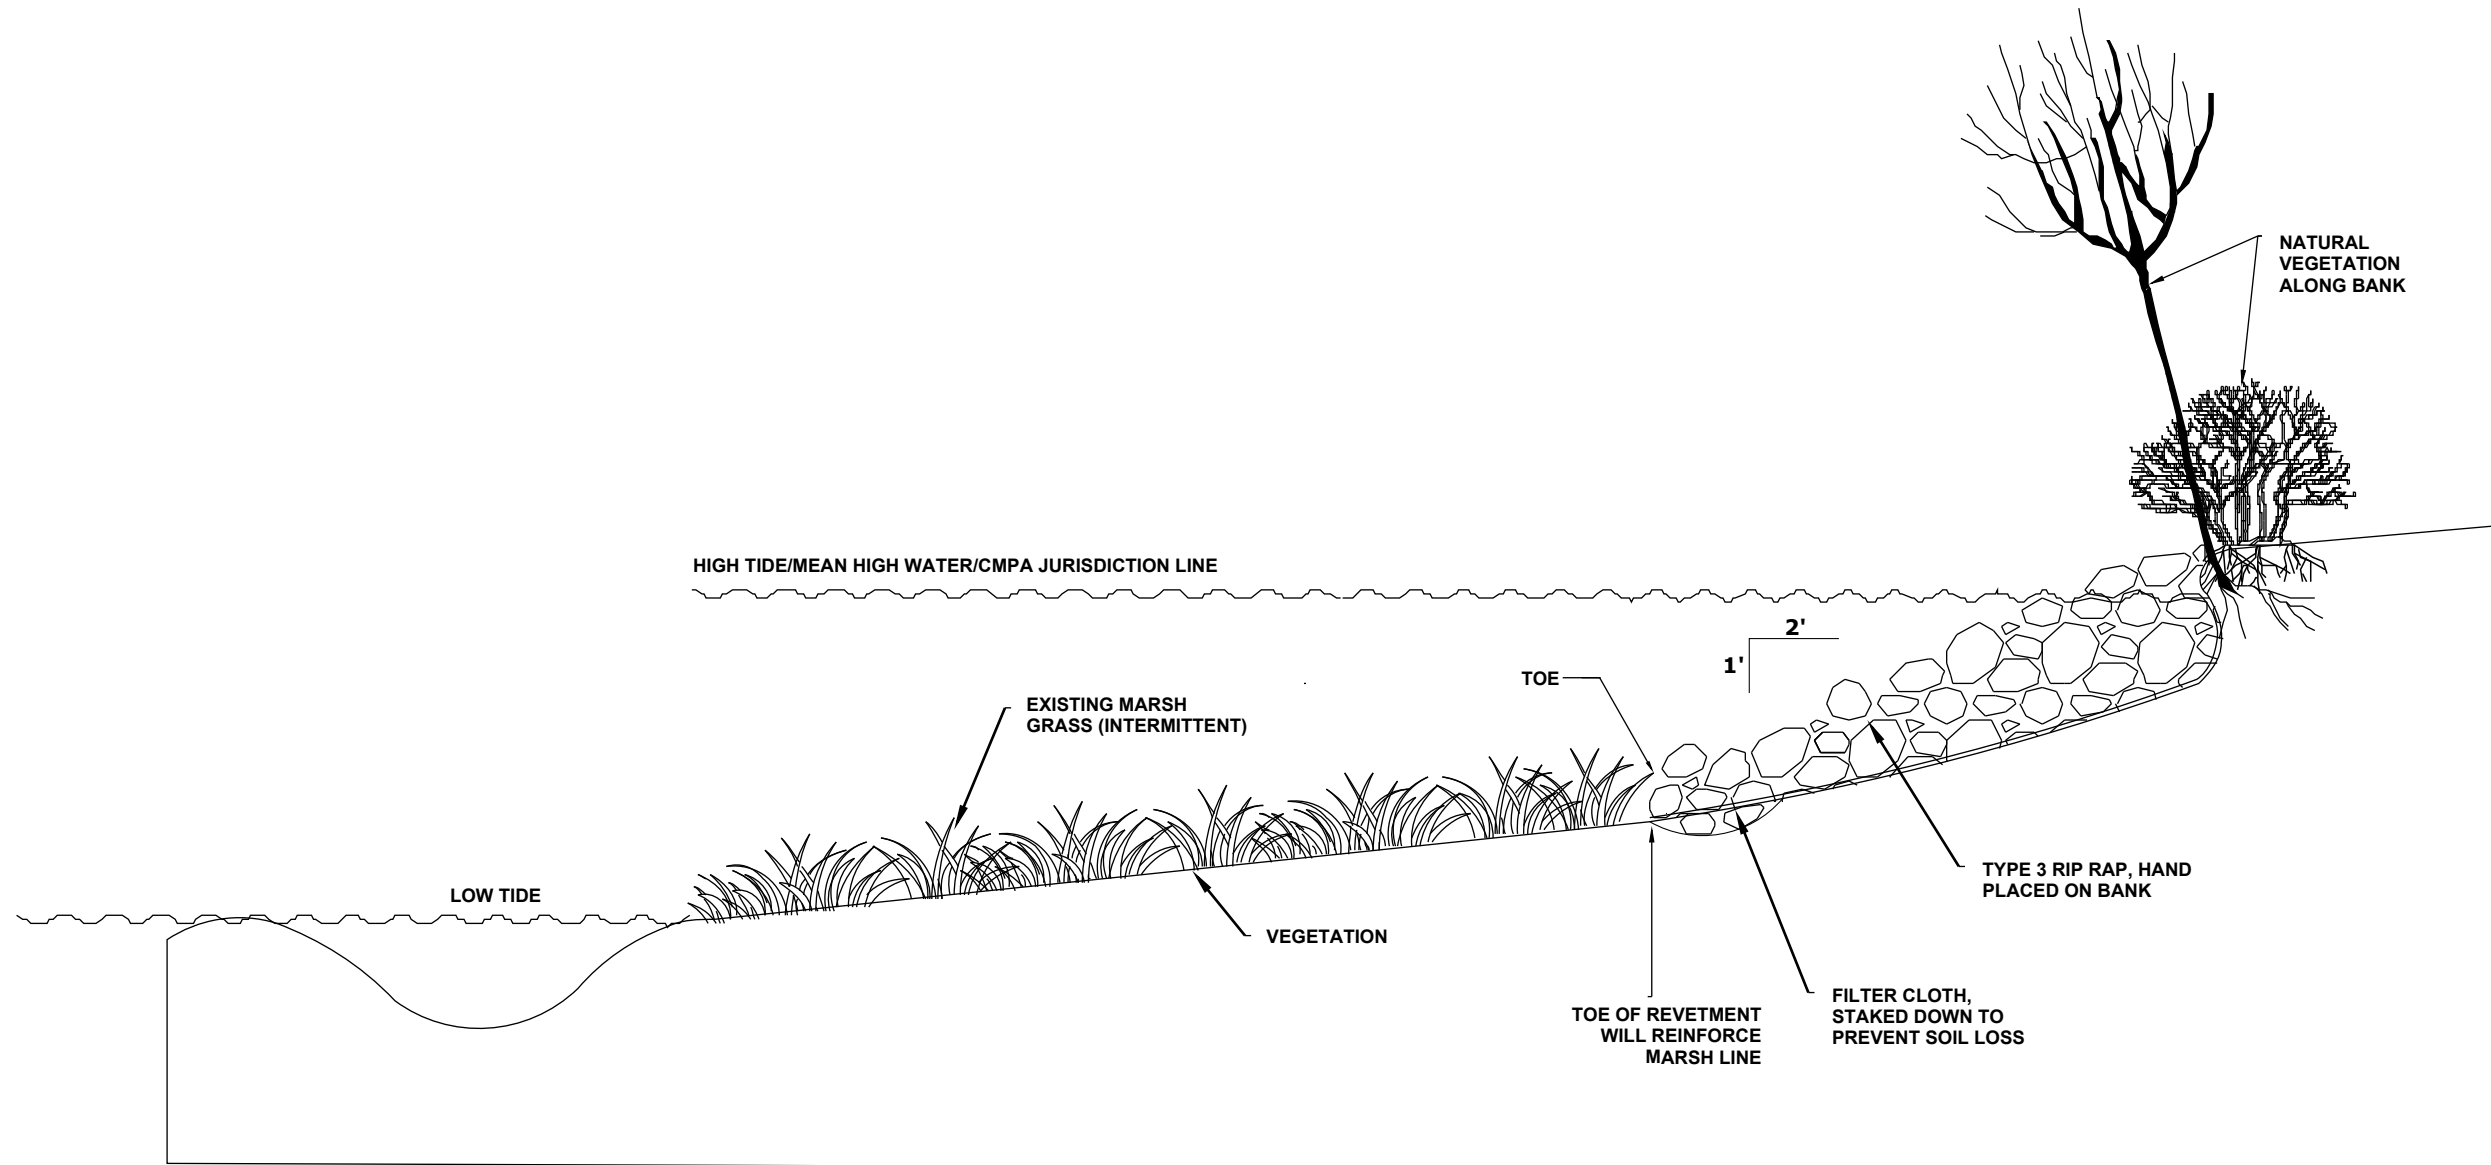 NATURAL
VEGETATION
ALONG BANK
HIGH TIDE/MEAN HIGH WATER/CMPA JURISDICTION LINE
2'
1'
TOE
EXISTING MARSH
GRASS (INTERMITTENT)
TYPE 3 RIP RAP, HAND
PLACED ON BANK
LOW TIDE
VEGETATION
FILTER CLOTH,
STAKED DOWN TO
PREVENT SOIL LOSS
TOE OF REVETMENT
WILL REINFORCE
MARSH LINE